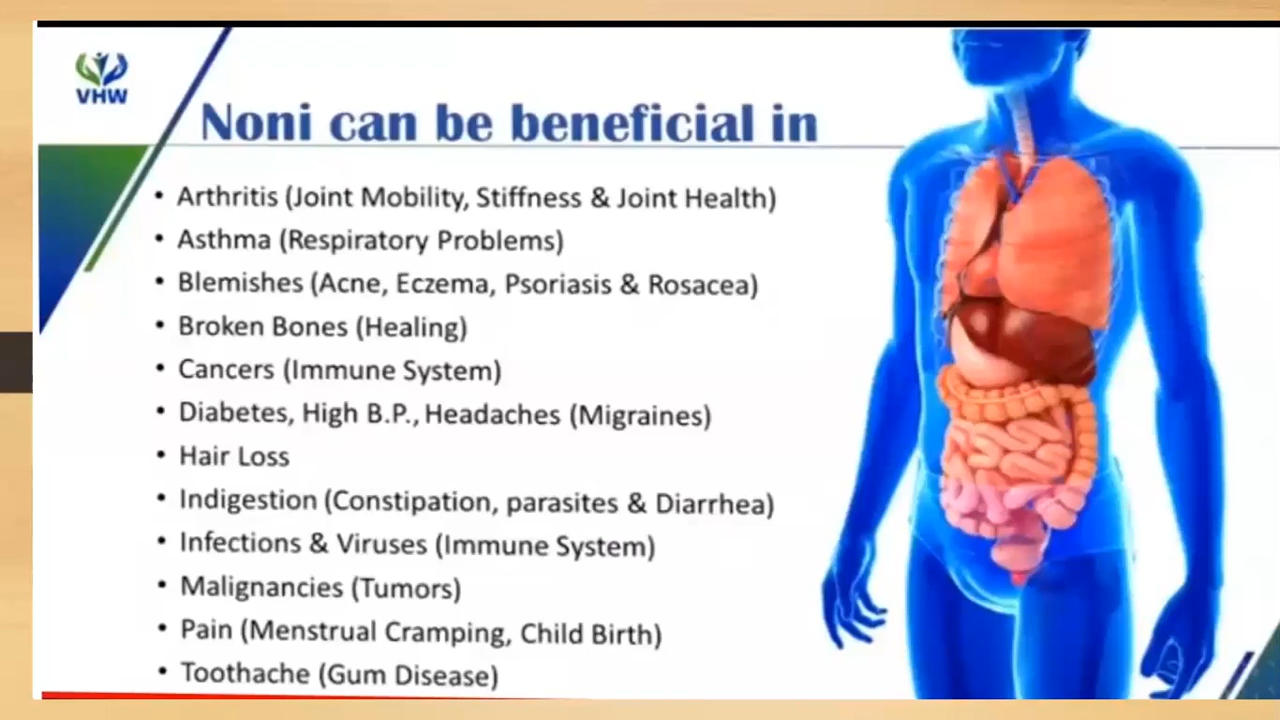 VHW
Noni can be beneficial in
• Arthritis (Joint Mobility, Stiffness & Joint Health)
• Asthma (Respiratory Problems)
• Blemishes (Acne, Eczema, Psoriasis & Rosacea)
• Broken Bones (Healing)
• Cancers (Immune System)
• Diabetes, High B.P., Headaches (Migraines)
• Hair Loss
• Indigestion (Constipation, parasites & Diarrhea)
• Infections & Viruses (Immune System)
• Malignancies (Tumors)
• Pain (Menstrual Cramping, Child Birth)
• Toothache (Gum Disease)